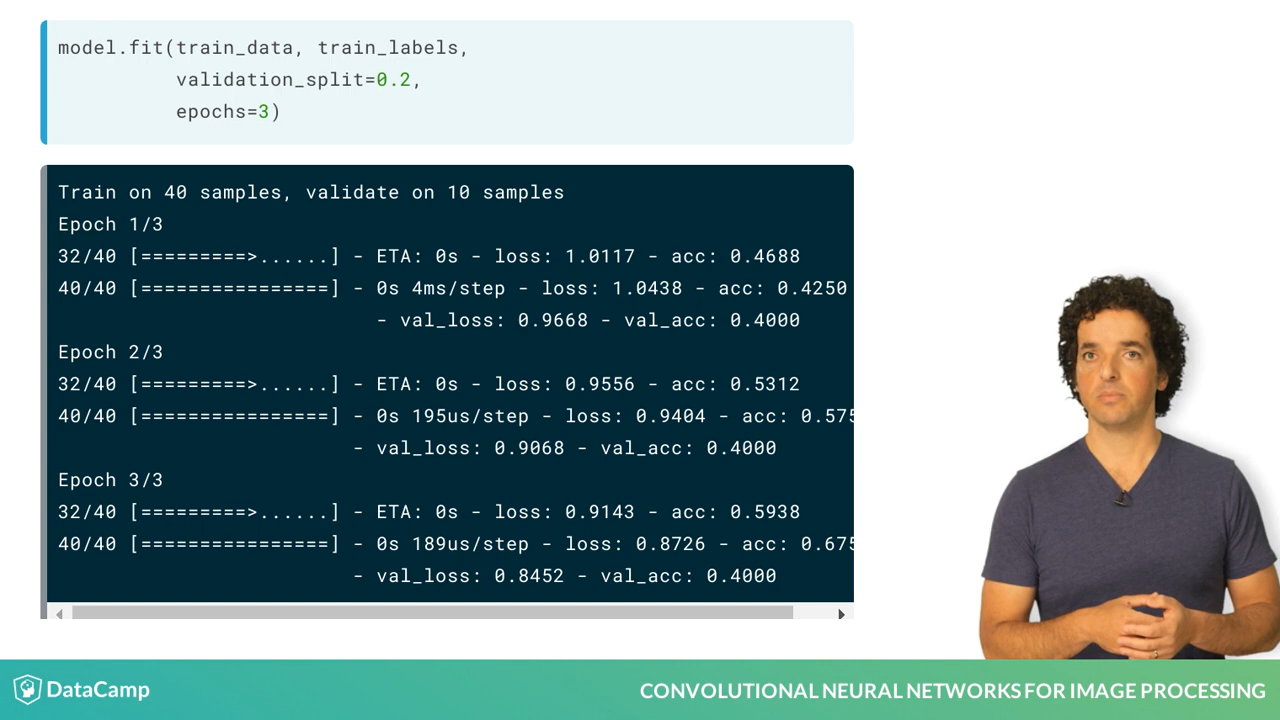 model.fit(train_data, train_labels,
validation_split=0.2,
epochs=3)
Train on 40 samples, validate on 10 samples
Epoch 1/3
32/40 [=========>......] - ETA: 0s - loss: 1.0117 - acc: 0.4688
40/40 [================] - 0s 4ms/step - loss: 1.0438 - acc: 0.4250
- val_loss: 0.9668 - val_acc: 0.4000
Epoch 2/3
32/40 [=========>......] - ETA: 0s - loss: 0.9556 - acc: 0.5312
40/40 [================] - 0s 195us/step - loss: 0.9404 - acc: 0.575
- val_loss: 0.9068 - val_acc: 0.4000
Epoch 3/3
32/40 [=========>......] - ETA: 0s - loss: 0.9143 - acc: 0.5938
40/40 [================] - 0s 189us/step - loss: 0.8726 - acc: 0.675
- val_loss: 0.8452 - val_acc: 0.4000
DataCamp
CONVOLUTIONAL NEURAL NETWORKS FOR IMAGE PROCESSING